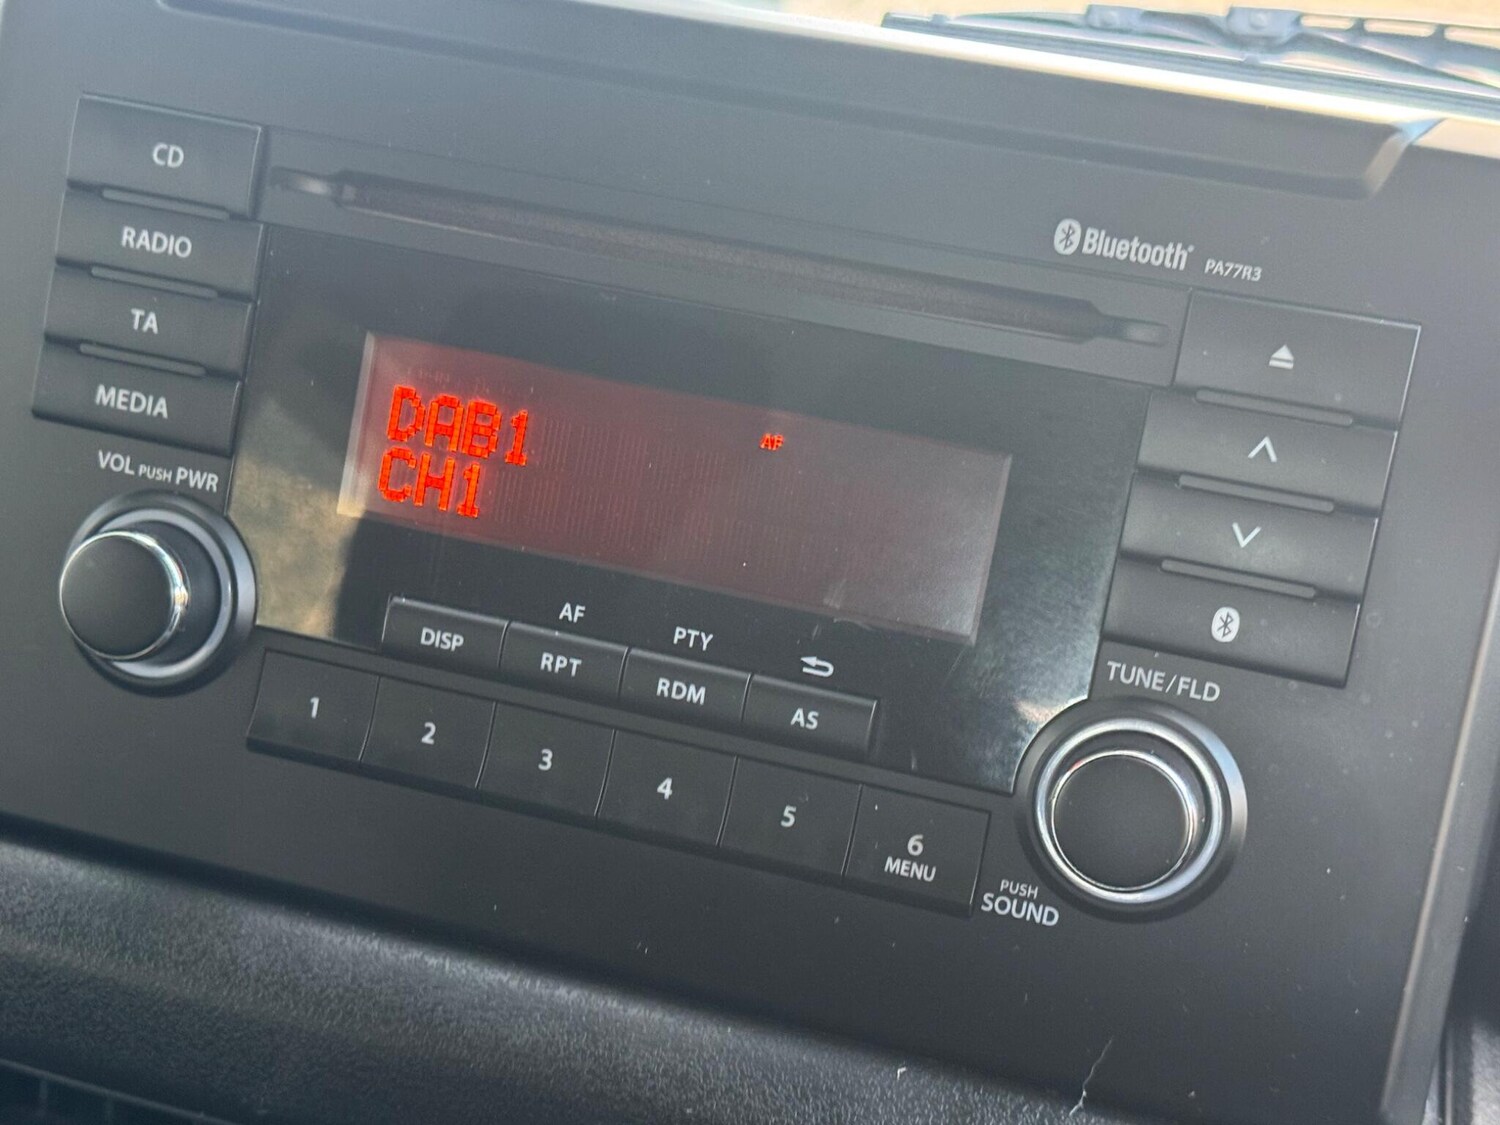 CD
RADIO
TA
MEDIA
VOL PUSH PWR
Bluetooth PA77R3
DAB1 AF
CH1
AF PTY
DISP RPT RDM AS
1 2 3 4 5 6
MENU
TUNE/FLD
PUSH
SOUND